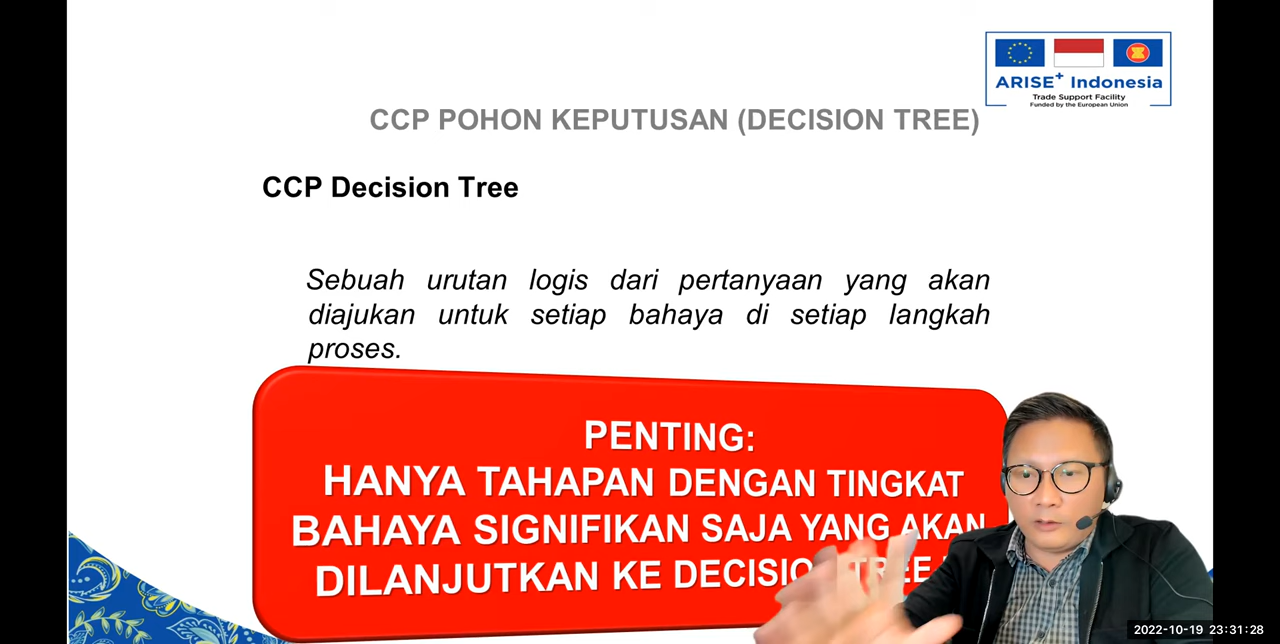 ARISE+ Indonesia
Trade Support Facility
Funded by the European Union
CCP POHON KEPUTUSAN (DECISION TREE)
CCP Decision Tree
Sebuah urutan logis dari pertanyaan yang akan
diajukan untuk setiap bahaya di setiap langkah
proses.
PENTING:
HANYA TAHAPAN DENGAN TINGKAT
BAHAYA SIGNIFIKAN SAJA YANG AKAN
DILANJUTKAN KE DECISION TREE
2022-10-19 23:31:28